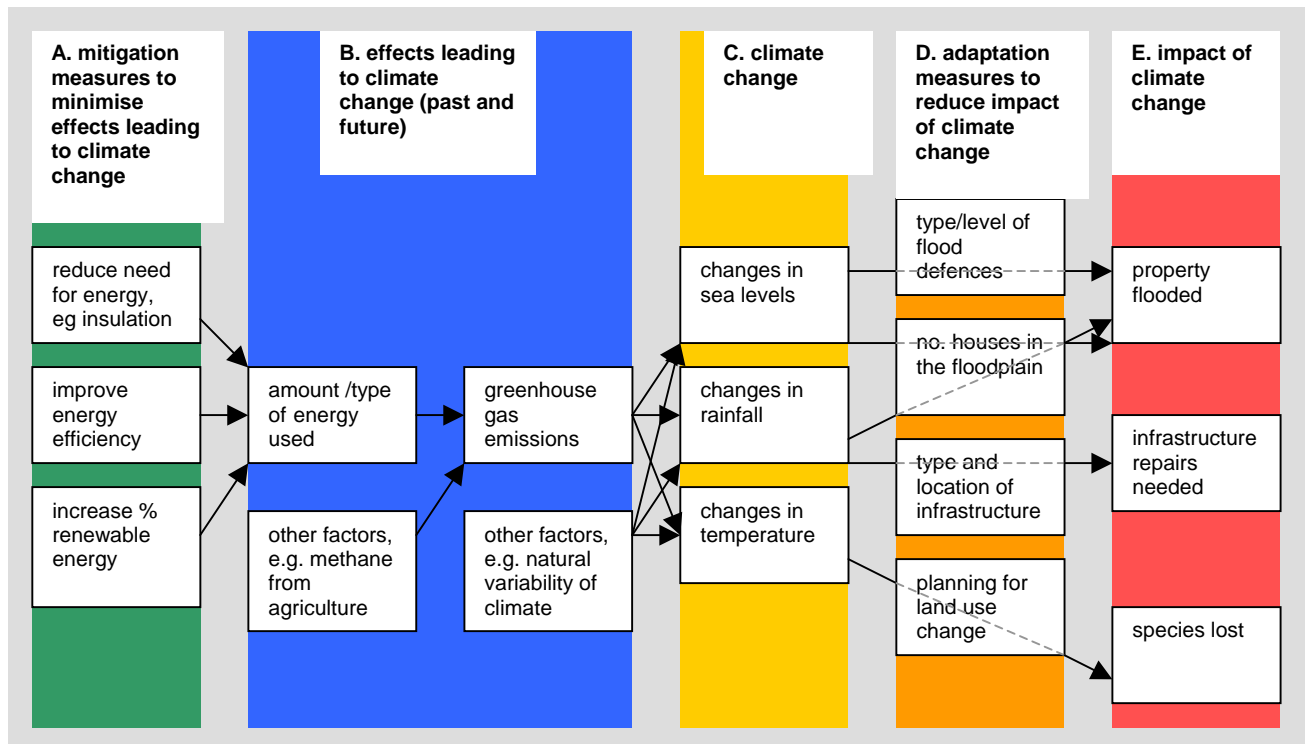 A. mitigation
measures to
minimise
effects leading
to climate
change
B. effects leading
to climate
change (past and
future)
C. climate
change
D. adaptation
measures to
reduce impact
of climate
change
E. impact of
climate
change
reduce need
for energy,
eg insulation
improve
energy
efficiency
increase %
renewable
energy
amount /type
of energy
used
other factors,
e.g. methane
from
agriculture
greenhouse
gas
emissions
other factors,
e.g. natural
variability of
climate
changes in
sea levels
changes in
rainfall
changes in
temperature
type/level of
flood
defences
no. houses in
the floodplain
type and
location of
infrastructure
planning for
land use
change
property
flooded
infrastructure
repairs
needed
species lost